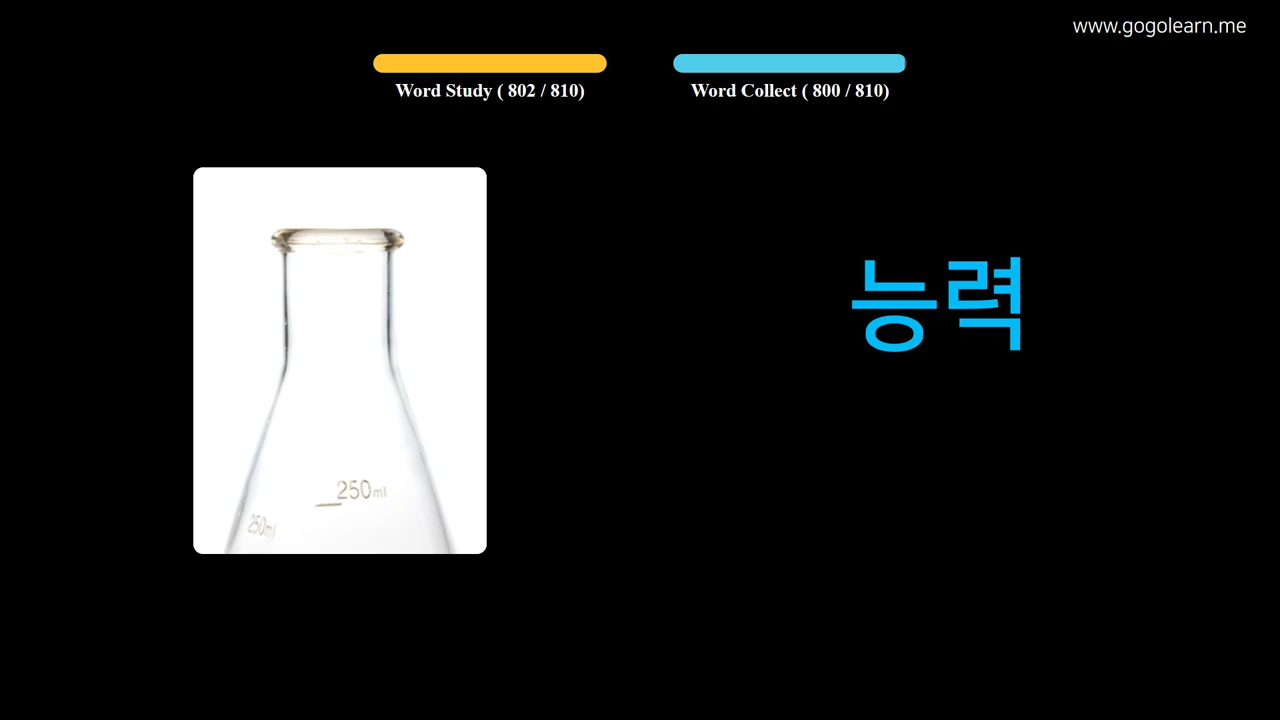 www.gogolearn.me
Word Study ( 802 / 810)
Word Collect ( 800 / 810)
능력
250ml
250ml